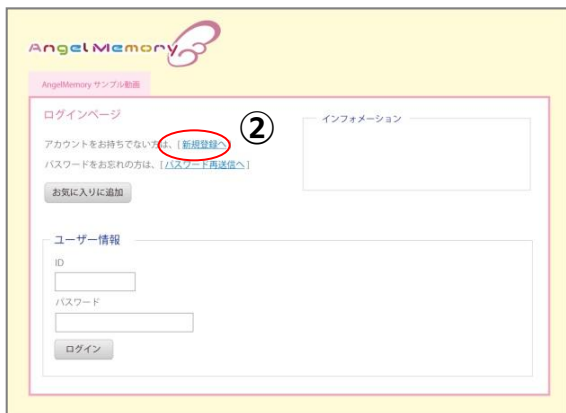 AngelMemory
AngelMemory サンプル動画
ログインページ
②
インフォメーション
アカウントをお持ちでない方は、[ 新規登録へ ]
パスワードをお忘れの方は、[ パスワード再送信へ ]
お気に入りに追加
ユーザー情報
ID
パスワード
ログイン